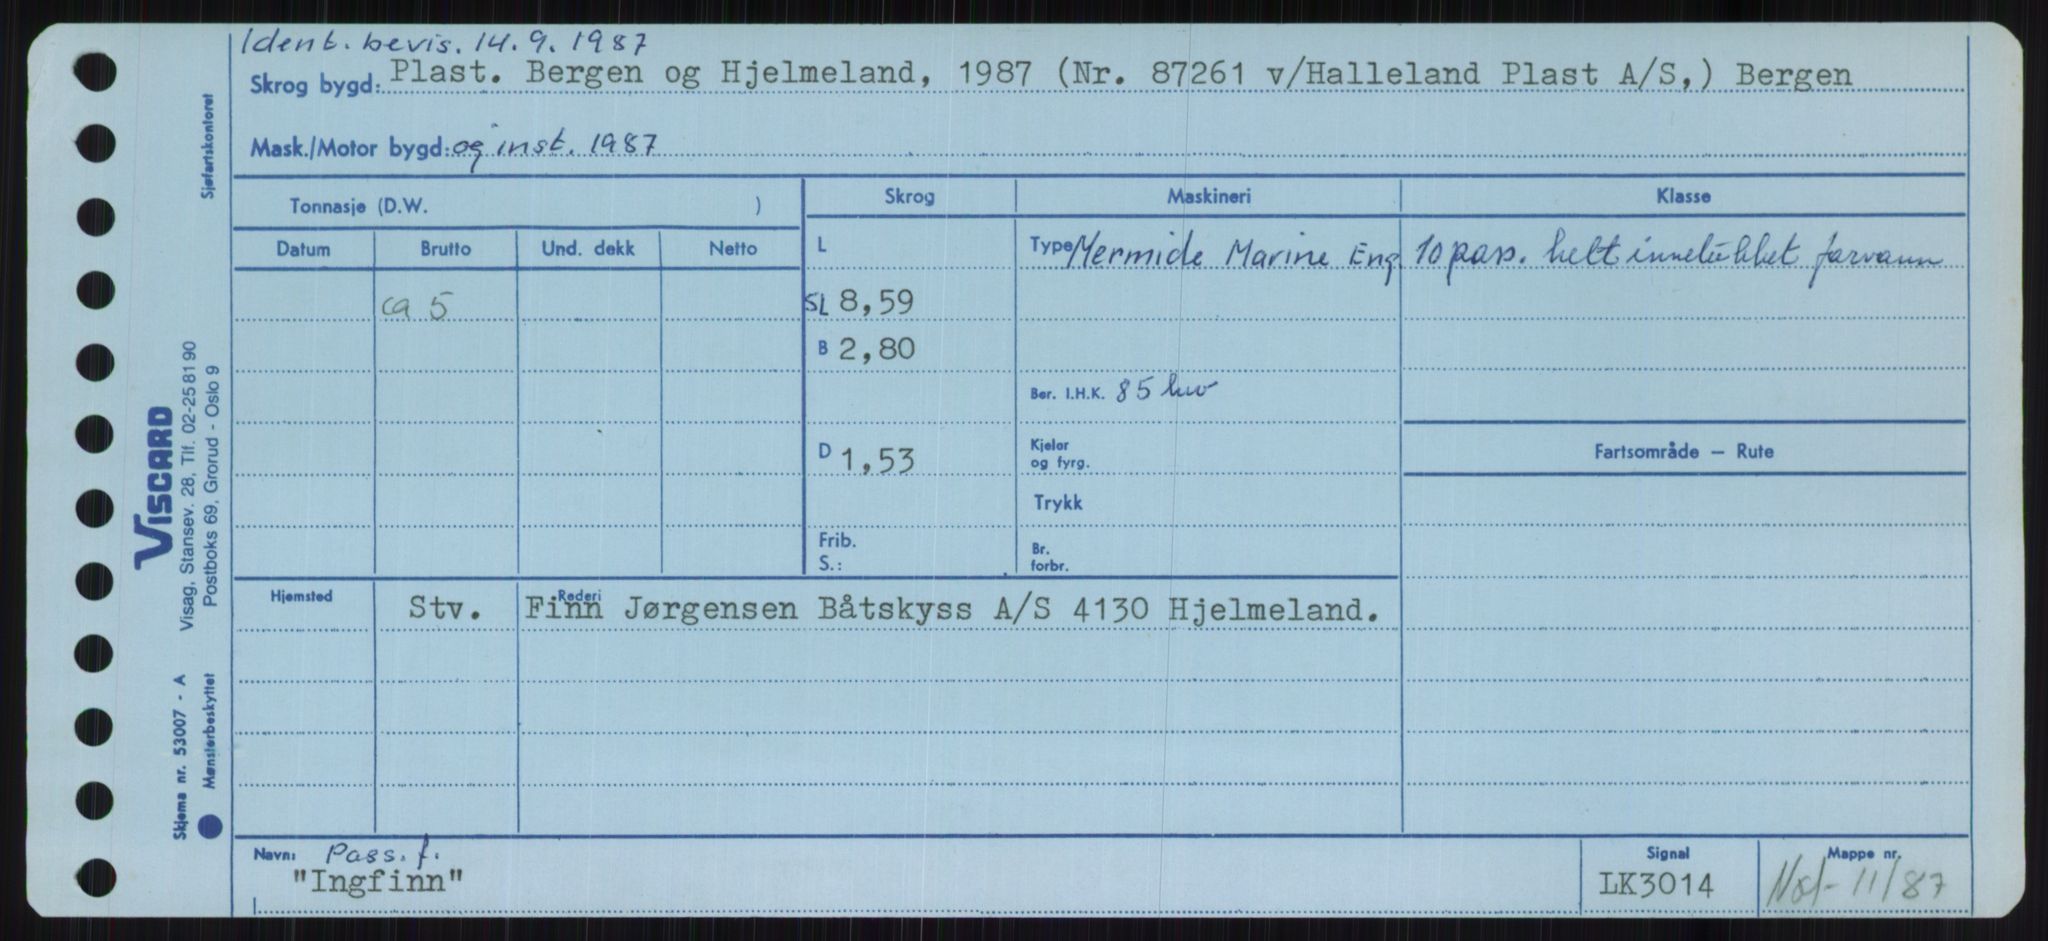 Ident. bevis. 14.9.1987
Skrog bygd: Plast. Bergen og Hjelmeland, 1987 (Nr. 87261 v/Halleland Plast A/S,) Bergen
Mask./Motor bygd: og inst. 1987
Tonnasje (D.W. )
Skrog Maskineri Klasse
Datum Brutto Und. dekk Netto
L Type Mermide Marine Eng. 10 pass. helt innelukket farvann
ca 5 SL 8,59
B 2,80
Ber. I.H.K. 85 hw
D 1,53 Kjeler
og fyrg.
Fartsområde — Rute
Trykk
Frib.
S.:
Br.
forbr.
Hjemsted Stv. Rederi Finn Jørgensen Båtskyss A/S 4130 Hjelmeland.
Navn: Pass. f.
"Ingfinn"
Signal
LK3014
Mappe nr.
11/87
Sjøfartskontoret
VISCARD
Visag, Stansev. 28, Tlf. 02-25 81 90
Postboks 69, Grorud - Oslo 9
Skjema nr. 53007 - A
Mønsterbeskyttet